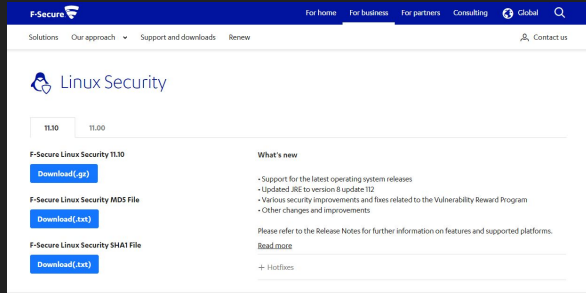 F-Secure
For home For business For partners Consulting Global
Solutions Our approach Support and downloads Renew Contact us
Linux Security
11.10 11.00
F-Secure Linux Security 11.10
Download(.gz)
F-Secure Linux Security MD5 File
Download(.txt)
F-Secure Linux Security SHA1 File
Download(.txt)
What's new
• Support for the latest operating system releases
• Updated JRE to version 8 update 112
• Various security improvements and fixes related to the Vulnerability Reward Program
• Other changes and improvements
Please refer to the Release Notes for further information on features and supported platforms.
Read more
+ Hotfixes